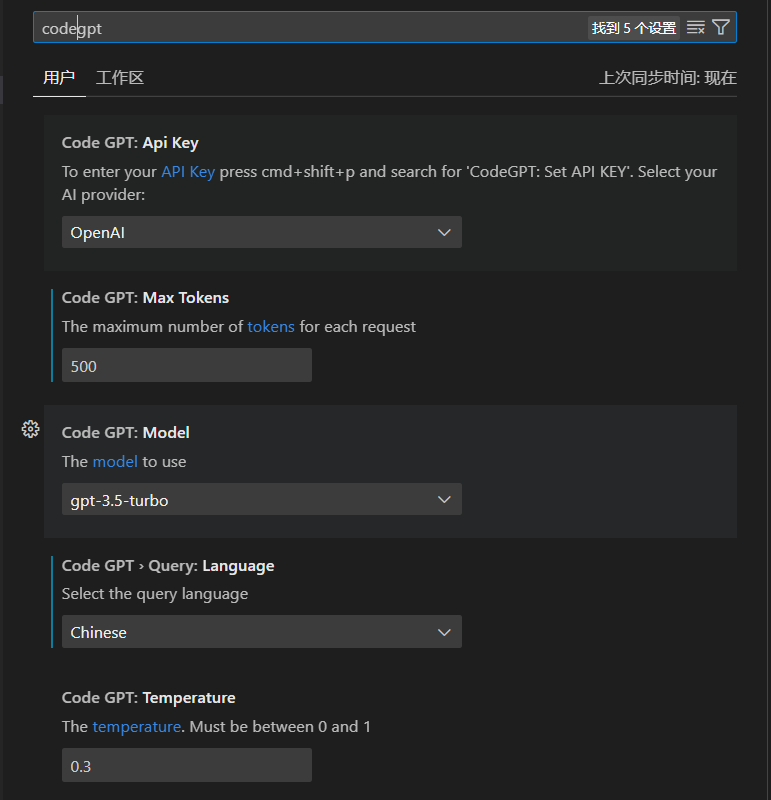 codegpt
找到 5 个设置
用户 工作区 上次同步时间: 现在
Code GPT: Api Key
To enter your API Key press cmd+shift+p and search for 'CodeGPT: Set API KEY'. Select your
AI provider:
OpenAI
Code GPT: Max Tokens
The maximum number of tokens for each request
500
Code GPT: Model
The model to use
gpt-3.5-turbo
Code GPT › Query: Language
Select the query language
Chinese
Code GPT: Temperature
The temperature. Must be between 0 and 1
0.3